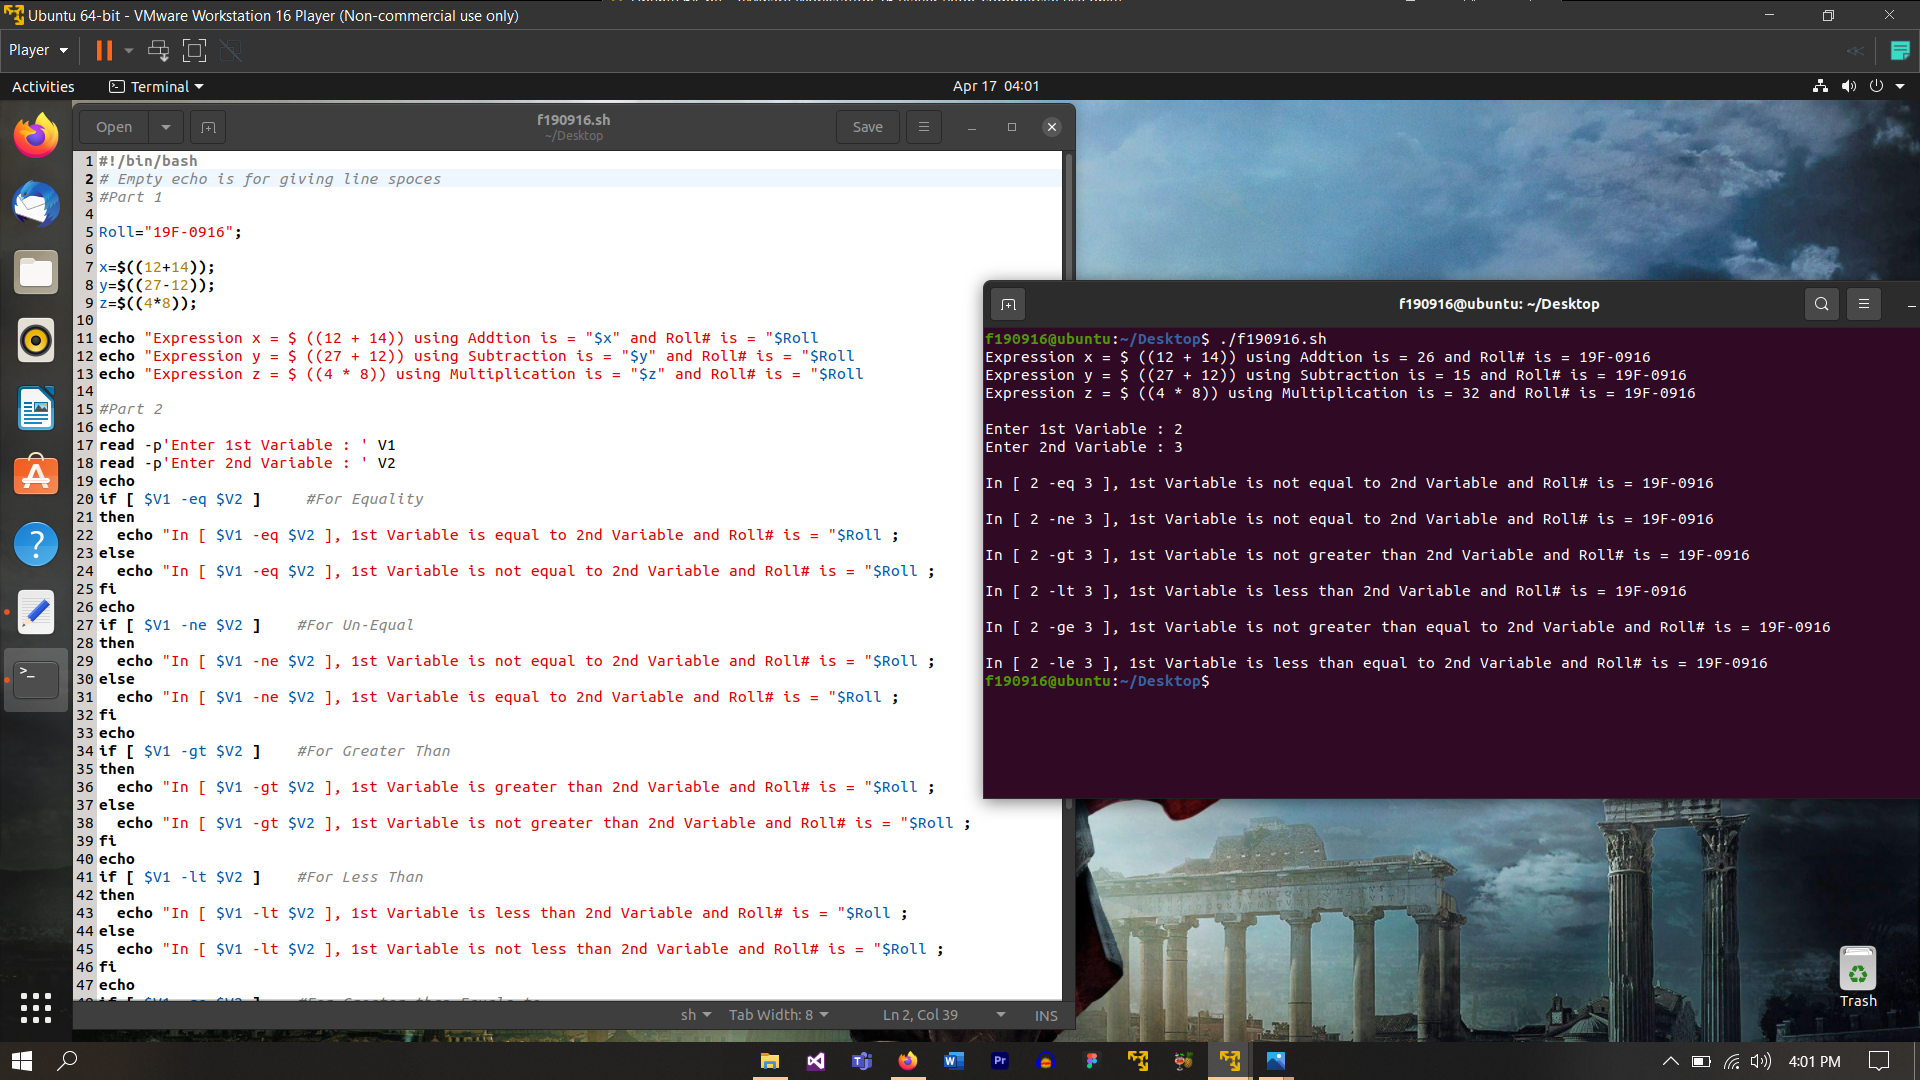 Ubuntu 64-bit - VMware Workstation 16 Player (Non-commercial use only)
Player
Activities
Terminal
Apr 17 04:01
Open
f190916.sh
~/Desktop
Save
1 #!/bin/bash
2 # Empty echo is for giving line spoces
3 #Part 1
4
5 Roll="19F-0916";
6
7 x=$((12+14));
8 y=$((27-12));
9 z=$((4*8));
10
11 echo "Expression x = $ ((12 + 14)) using Addtion is = "$x" and Roll# is = "$Roll
12 echo "Expression y = $ ((27 + 12)) using Subtraction is = "$y" and Roll# is = "$Roll
13 echo "Expression z = $ ((4 * 8)) using Multiplication is = "$z" and Roll# is = "$Roll
14
15 #Part 2
16 echo
17 read -p'Enter 1st Variable : ' V1
18 read -p'Enter 2nd Variable : ' V2
19 echo
20 if [ $V1 -eq $V2 ]     #For Equality
21 then
22   echo "In [ $V1 -eq $V2 ], 1st Variable is equal to 2nd Variable and Roll# is = "$Roll ;
23 else
24   echo "In [ $V1 -eq $V2 ], 1st Variable is not equal to 2nd Variable and Roll# is = "$Roll ;
25 fi
26 echo
27 if [ $V1 -ne $V2 ]    #For Un-Equal
28 then
29   echo "In [ $V1 -ne $V2 ], 1st Variable is not equal to 2nd Variable and Roll# is = "$Roll ;
30 else
31   echo "In [ $V1 -ne $V2 ], 1st Variable is equal to 2nd Variable and Roll# is = "$Roll ;
32 fi
33 echo
34 if [ $V1 -gt $V2 ]    #For Greater Than
35 then
36   echo "In [ $V1 -gt $V2 ], 1st Variable is greater than 2nd Variable and Roll# is = "$Roll ;
37 else
38   echo "In [ $V1 -gt $V2 ], 1st Variable is not greater than 2nd Variable and Roll# is = "$Roll ;
39 fi
40 echo
41 if [ $V1 -lt $V2 ]    #For Less Than
42 then
43   echo "In [ $V1 -lt $V2 ], 1st Variable is less than 2nd Variable and Roll# is = "$Roll ;
44 else
45   echo "In [ $V1 -lt $V2 ], 1st Variable is not less than 2nd Variable and Roll# is = "$Roll ;
46 fi
47 echo
sh
Tab Width: 8
Ln 2, Col 39
INS
f190916@ubuntu: ~/Desktop
f190916@ubuntu:~/Desktop$ ./f190916.sh
Expression x = $ ((12 + 14)) using Addtion is = 26 and Roll# is = 19F-0916
Expression y = $ ((27 + 12)) using Subtraction is = 15 and Roll# is = 19F-0916
Expression z = $ ((4 * 8)) using Multiplication is = 32 and Roll# is = 19F-0916
Enter 1st Variable : 2
Enter 2nd Variable : 3
In [ 2 -eq 3 ], 1st Variable is not equal to 2nd Variable and Roll# is = 19F-0916
In [ 2 -ne 3 ], 1st Variable is not equal to 2nd Variable and Roll# is = 19F-0916
In [ 2 -gt 3 ], 1st Variable is not greater than 2nd Variable and Roll# is = 19F-0916
In [ 2 -lt 3 ], 1st Variable is less than 2nd Variable and Roll# is = 19F-0916
In [ 2 -ge 3 ], 1st Variable is not greater than equal to 2nd Variable and Roll# is = 19F-0916
In [ 2 -le 3 ], 1st Variable is less than equal to 2nd Variable and Roll# is = 19F-0916
f190916@ubuntu:~/Desktop$
Trash
Pr
4:01 PM